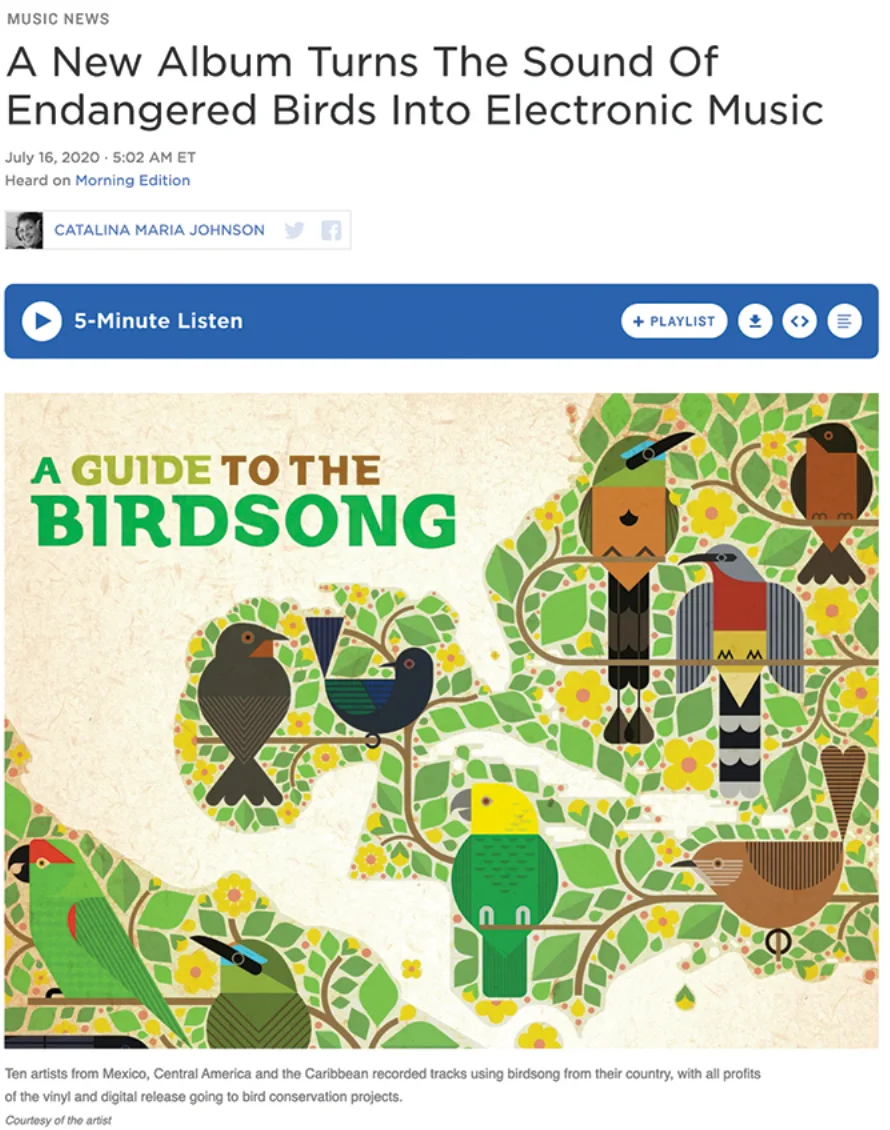 MUSIC NEWS
A New Album Turns The Sound Of
Endangered Birds Into Electronic Music
July 16, 2020 · 5:02 AM ET
Heard on Morning Edition
CATALINA MARIA JOHNSON
5-Minute Listen
+ PLAYLIST
A GUIDE TO THE
BIRDSONG
Ten artists from Mexico, Central America and the Caribbean recorded tracks using birdsong from their country, with all profits
of the vinyl and digital release going to bird conservation projects.
Courtesy of the artist